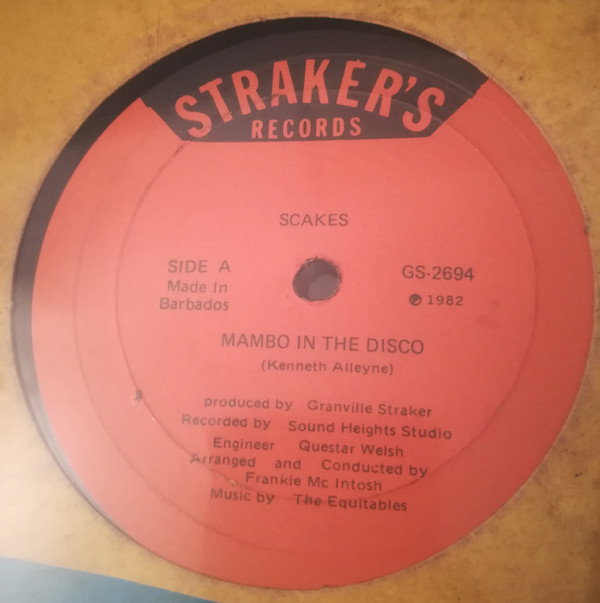 STRAKER'S
RECORDS
SCAKES
SIDE A
Made In
Barbados
GS-2694
℗ 1982
MAMBO IN THE DISCO
(Kenneth Alleyne)
produced by Granville Straker
Recorded by Sound Heights Studio
Engineer Questar Welsh
Arranged and Conducted by
Frankie Mc Intosh
Music by The Equitables